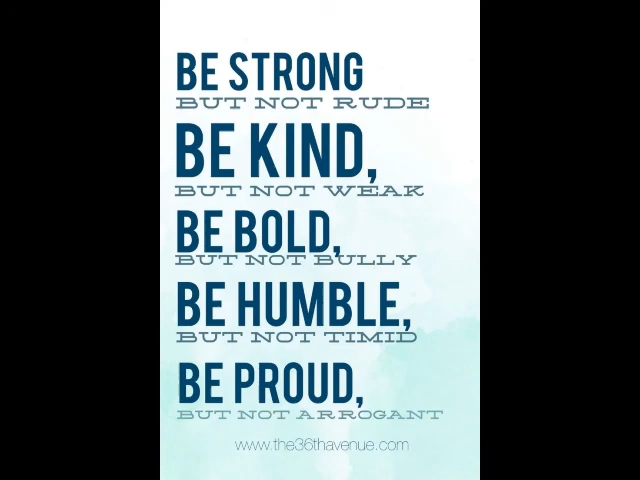 BE STRONG
BUT NOT RUDE
BE KIND,
BUT NOT WEAK
BE BOLD,
BUT NOT BULLY
BE HUMBLE,
BUT NOT TIMID
BE PROUD,
BUT NOT ARROGANT
www.the36thavenue.com